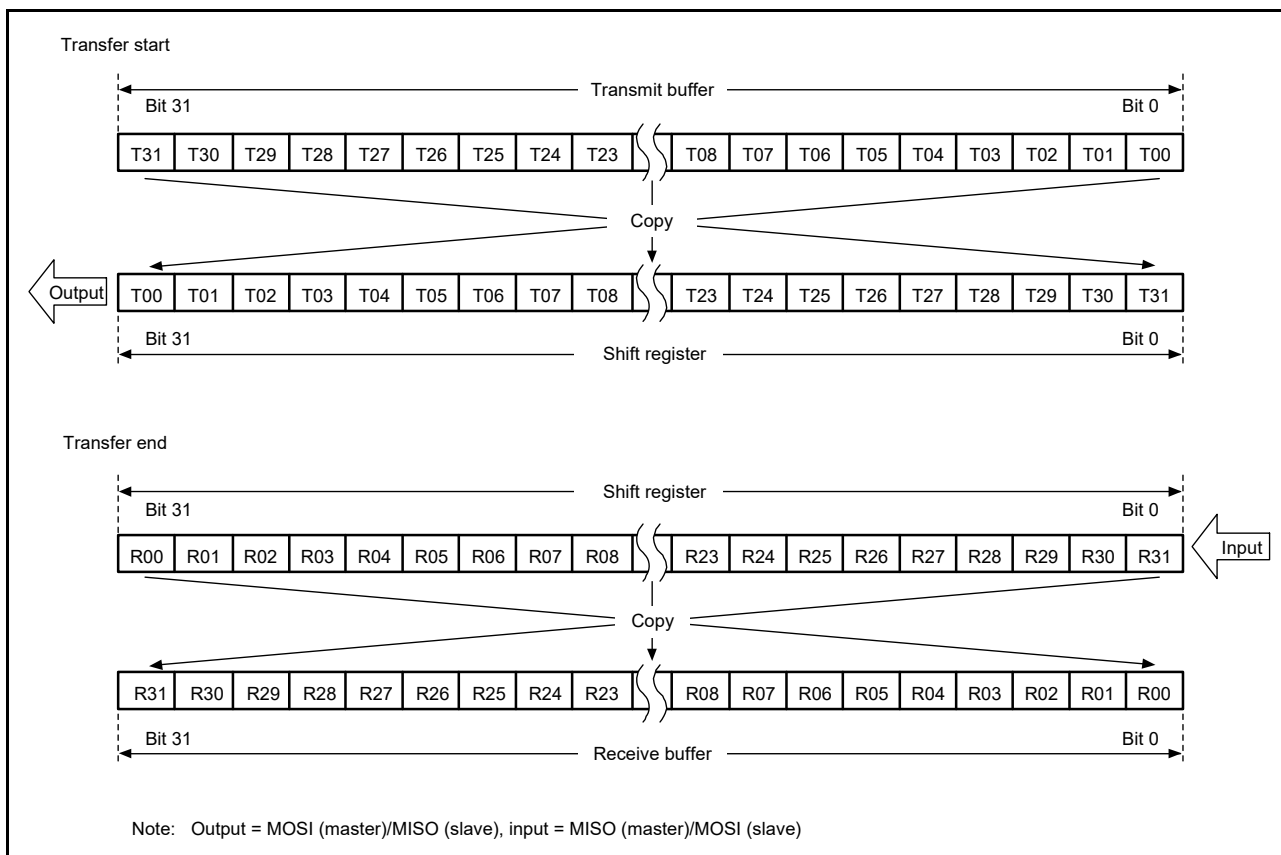 Transfer start
Transmit buffer
Bit 31 Bit 0
T31 T30 T29 T28 T27 T26 T25 T24 T23 T08 T07 T06 T05 T04 T03 T02 T01 T00
Copy
Output T00 T01 T02 T03 T04 T05 T06 T07 T08 T23 T24 T25 T26 T27 T28 T29 T30 T31
Bit 31 Bit 0
Shift register
Transfer end
Shift register
Bit 31 Bit 0
R00 R01 R02 R03 R04 R05 R06 R07 R08 R23 R24 R25 R26 R27 R28 R29 R30 R31 Input
Copy
R31 R30 R29 R28 R27 R26 R25 R24 R23 R08 R07 R06 R05 R04 R03 R02 R01 R00
Bit 31 Bit 0
Receive buffer
Note: Output = MOSI (master)/MISO (slave), input = MISO (master)/MOSI (slave)